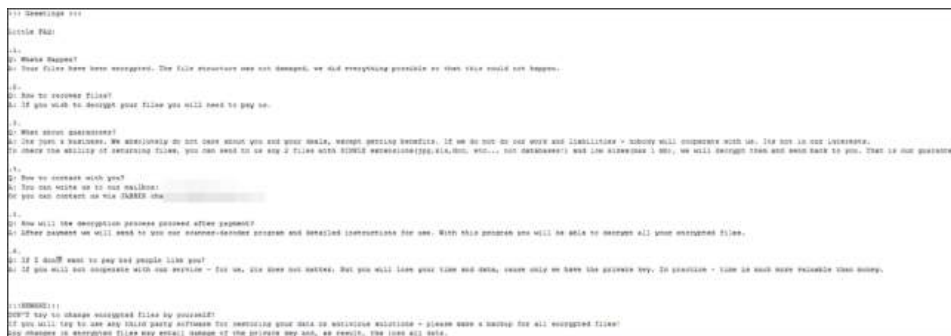 ::: Greetings :::
Little FAQ:
.1.
Q: Whats Happen?
A: Your files have been encrypted. The file structure was not damaged, we did everything possible so that this could not happen.
.2.
Q: How to recover files?
A: If you wish to decrypt your files you will need to pay us.
.3.
Q: What about guarantees?
A: Its just a business. We absolutely do not care about you and your deals, except getting benefits. If we do not do our work and liabilities - nobody will cooperate with us. Its not in our interests.
To check the ability of returning files, you can send to us any 2 files with SIMPLE extensions(jpg,xls,doc, etc... not databases!) and low sizes(max 1 mb), we will decrypt them and send back to you. That is our guarante
.4.
Q: How to contact with you?
A: You can write us to our mailbox:
Or you can contact us via JABBER cha
.5.
Q: How will the decryption process proceed after payment?
A: After payment we will send to you our scanner-decoder program and detailed instructions for use. With this program you will be able to decrypt all your encrypted files.
.6.
Q: If I don want to pay bad people like you?
A: If you will not cooperate with our service - for us, its does not matter. But you will lose your time and data, cause only we have the private key. In practice - time is much more valuable than money.
:::BEWARE:::
DON'T try to change encrypted files by yourself!
If you will try to use any third party software for restoring your data or antivirus solutions - please make a backup for all encrypted files!
Any changes in encrypted files may entail damage of the private key and, as result, the loss all data.